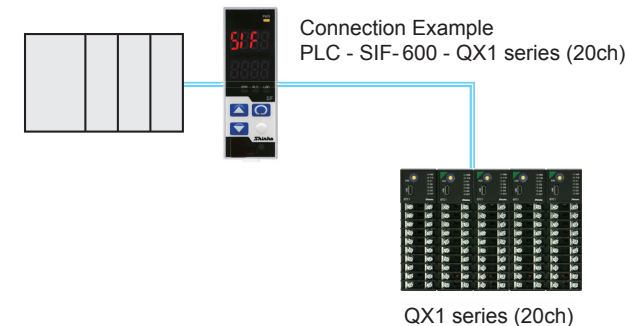 Connection Example
PLC - SIF-600 - QX1 series (20ch)
SIF
Shinko
QX1 series (20ch)